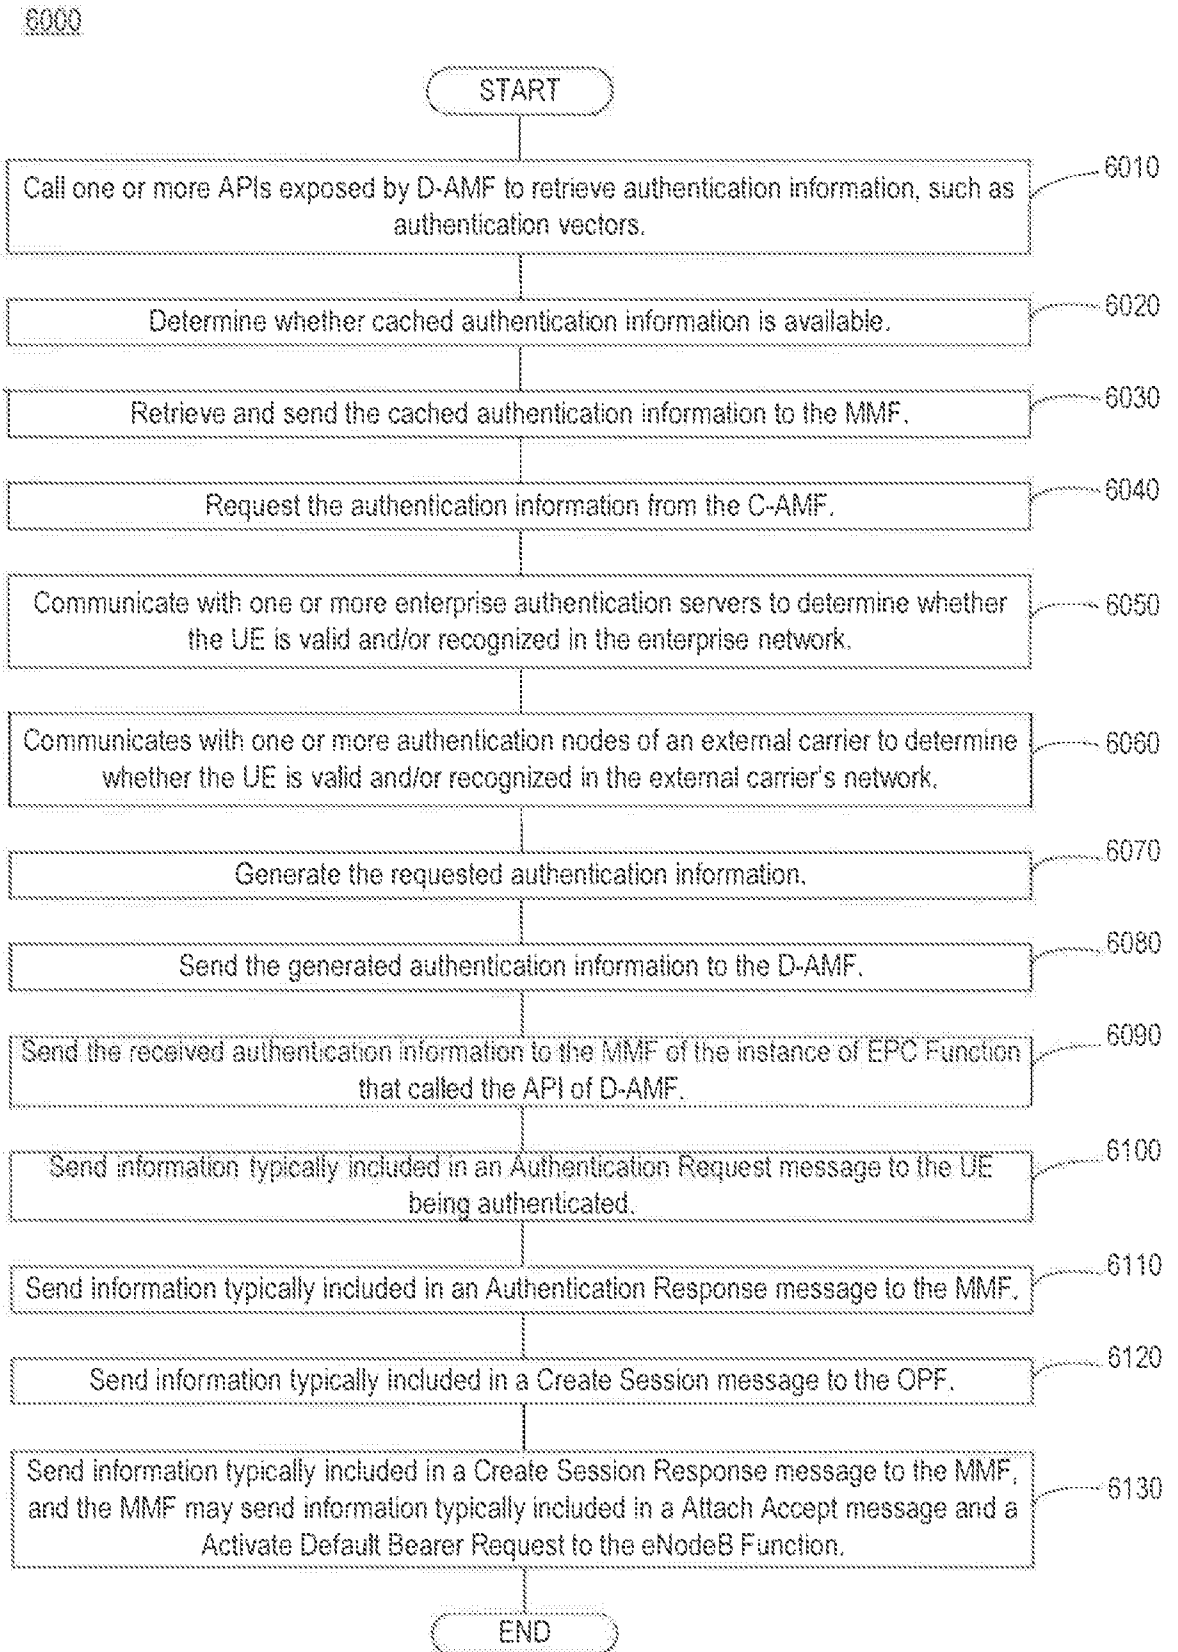 6000
START
Call one or more APIs exposed by D-AMF to retrieve authentication information, such as
authentication vectors.
6010
Determine whether cached authentication information is available.
6020
Retrieve and send the cached authentication information to the MMF.
6030
Request the authentication information from the C-AMF.
6040
Communicate with one or more enterprise authentication servers to determine whether
the UE is valid and/or recognized in the enterprise network.
6050
Communicates with one or more authentication nodes of an external carrier to determine
whether the UE is valid and/or recognized in the external carrier's network.
6060
Generate the requested authentication information.
6070
Send the generated authentication information to the D-AMF.
6080
Send the received authentication information to the MMF of the instance of EPC Function
that called the API of D-AMF.
6090
Send information typically included in an Authentication Request message to the UE
being authenticated.
6100
Send information typically included in an Authentication Response message to the MMF.
6110
Send information typically included in a Create Session message to the OPF.
6120
Send information typically included in a Create Session Response message to the MMF,
and the MMF may send information typically included in a Attach Accept message and a
Activate Default Bearer Request to the eNodeB Function.
6130
END